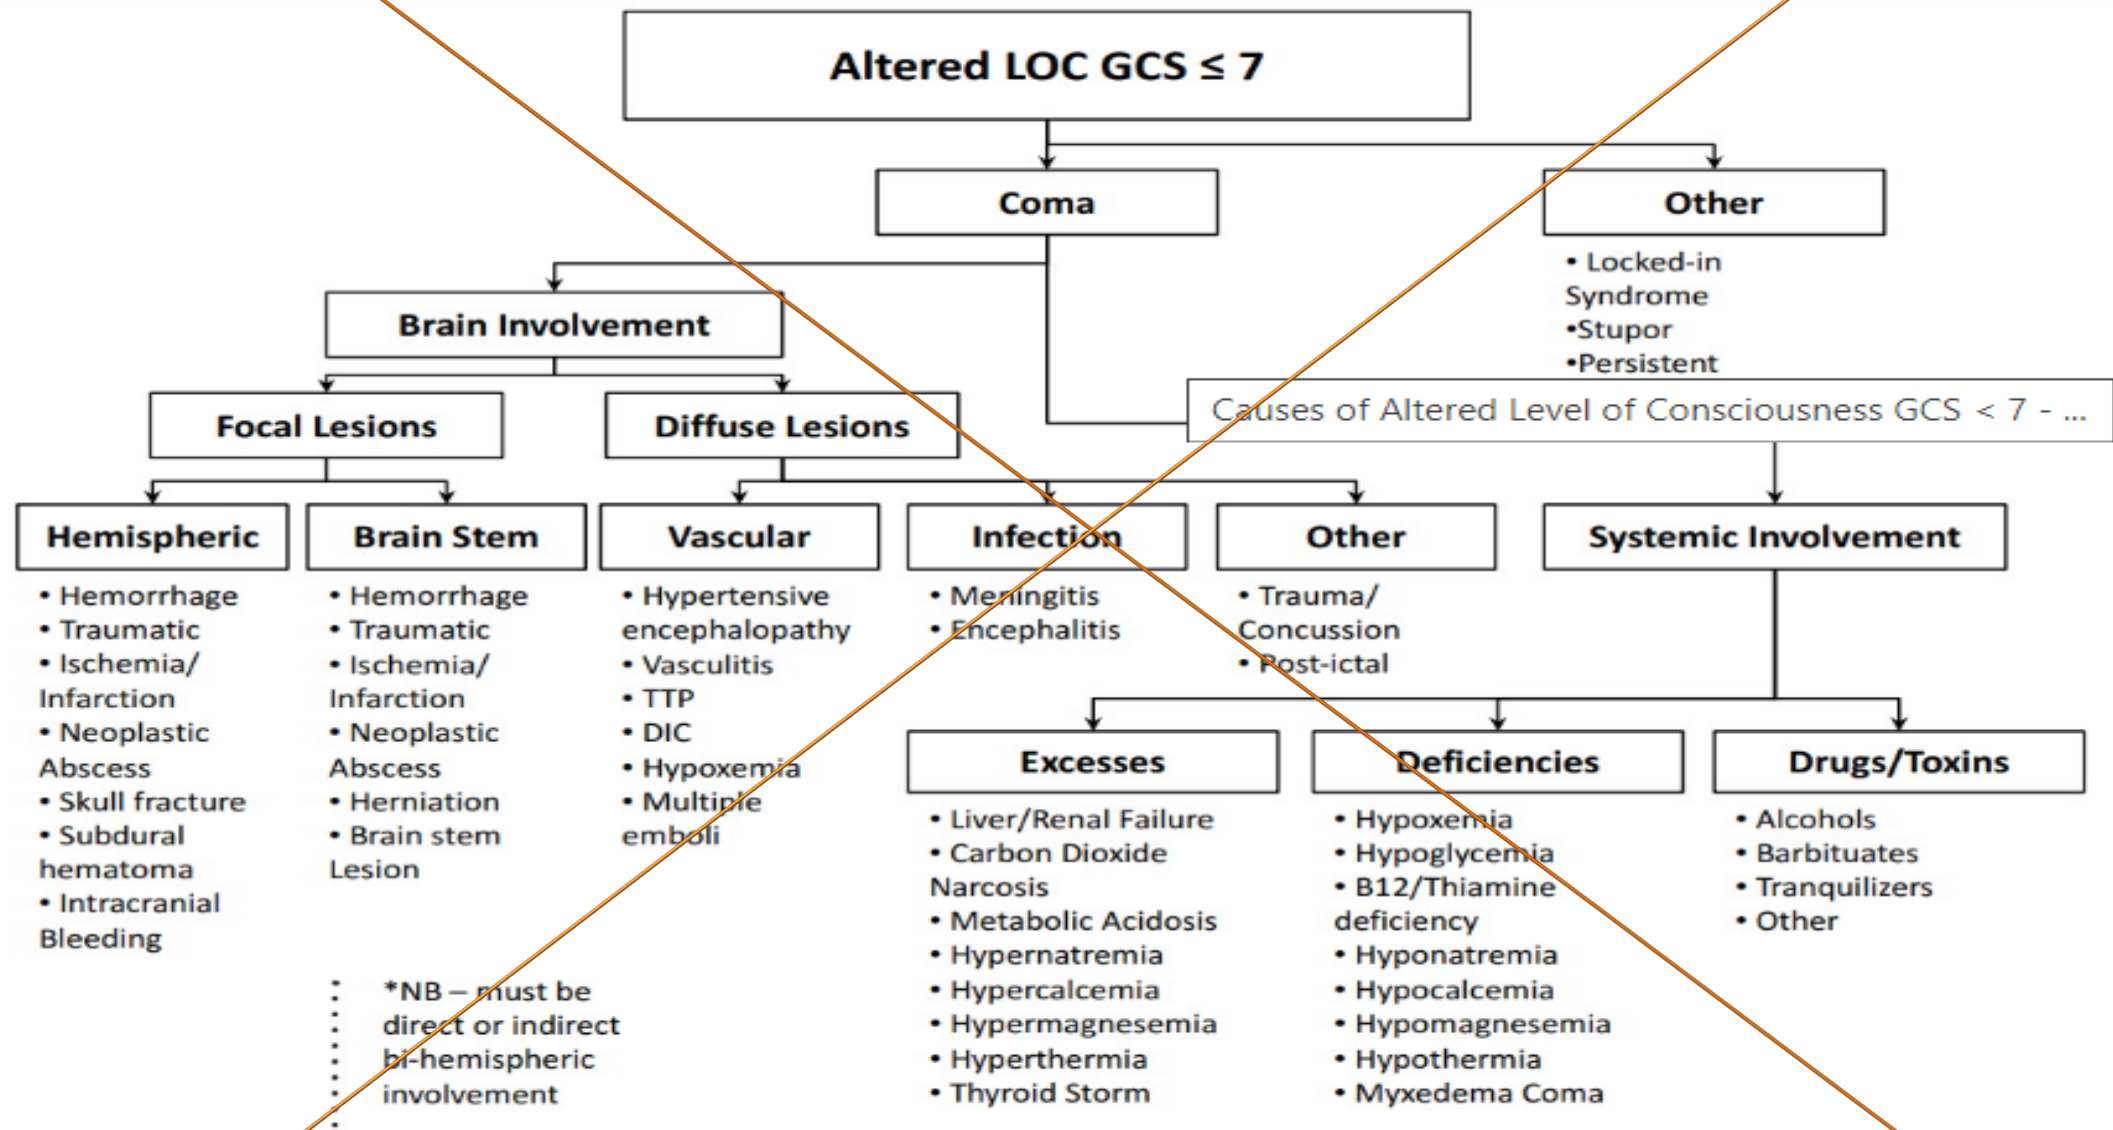 Altered LOC GCS ≤ 7
Coma
Other
• Locked-in
Syndrome
•Stupor
•Persistent
Causes of Altered Level of Consciousness GCS < 7 - ...
Brain Involvement
Focal Lesions
Diffuse Lesions
Hemispheric
• Hemorrhage
• Traumatic
• Ischemia/
Infarction
• Neoplastic
Abscess
• Skull fracture
• Subdural
hematoma
• Intracranial
Bleeding
Brain Stem
• Hemorrhage
• Traumatic
• Ischemia/
Infarction
• Neoplastic
Abscess
• Herniation
• Brain stem
Lesion
Vascular
• Hypertensive
encephalopathy
• Vasculitis
• TTP
• DIC
• Hypoxemia
• Multiple
emboli
Infection
• Meningitis
• Encephalitis
Other
• Trauma/
Concussion
• Post-ictal
Systemic Involvement
Excesses
• Liver/Renal Failure
• Carbon Dioxide
Narcosis
• Metabolic Acidosis
• Hypernatremia
• Hypercalcemia
• Hypermagnesemia
• Hyperthermia
• Thyroid Storm
Deficiencies
• Hypoxemia
• Hypoglycemia
• B12/Thiamine
deficiency
• Hyponatremia
• Hypocalcemia
• Hypomagnesemia
• Hypothermia
• Myxedema Coma
Drugs/Toxins
• Alcohols
• Barbituates
• Tranquilizers
• Other
*NB – must be
direct or indirect
bi-hemispheric
involvement